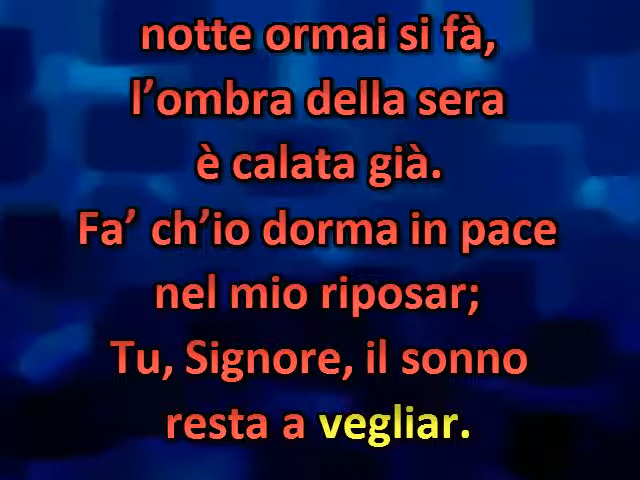 notte ormai si fà,
l’ombra della sera
è calata già.
Fa’ ch’io dorma in pace
nel mio riposar;
Tu, Signore, il sonno
resta a vegliar.